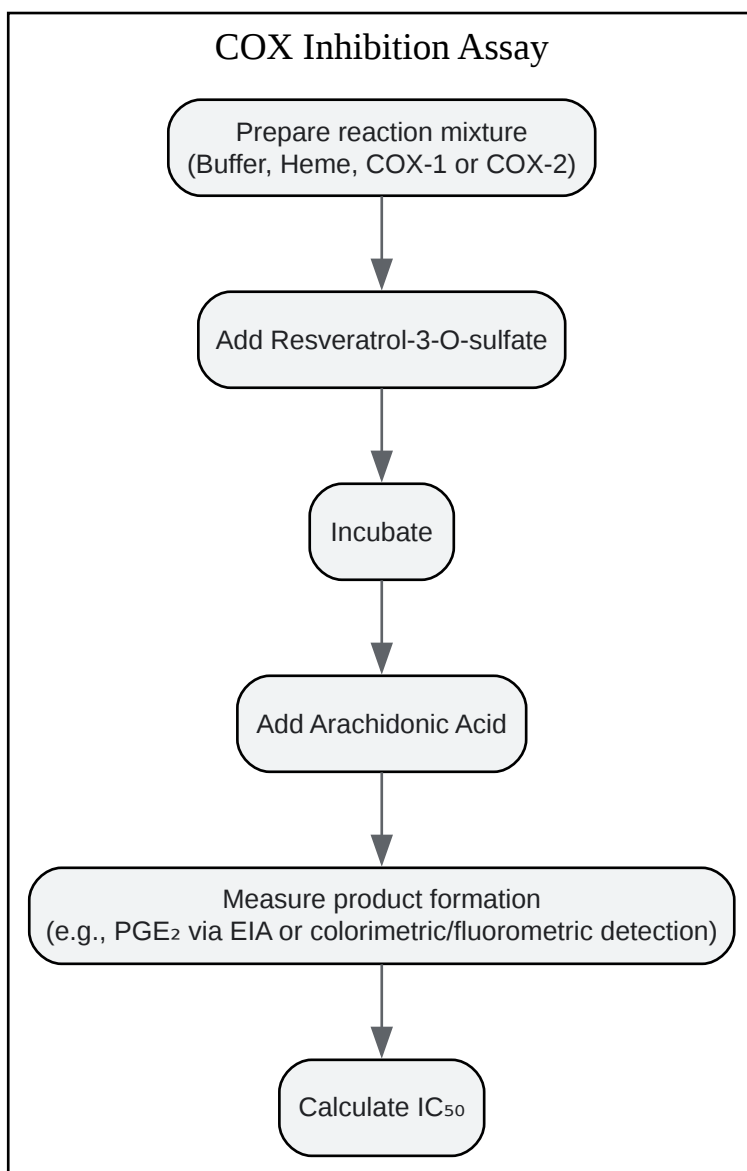 COX Inhibition Assay
Prepare reaction mixture
(Buffer, Heme, COX-1 or COX-2)
Add Resveratrol-3-O-sulfate
Incubate
Add Arachidonic Acid
Measure product formation
(e.g., PGE₂ via EIA or colorimetric/fluorometric detection)
Calculate IC₅₀